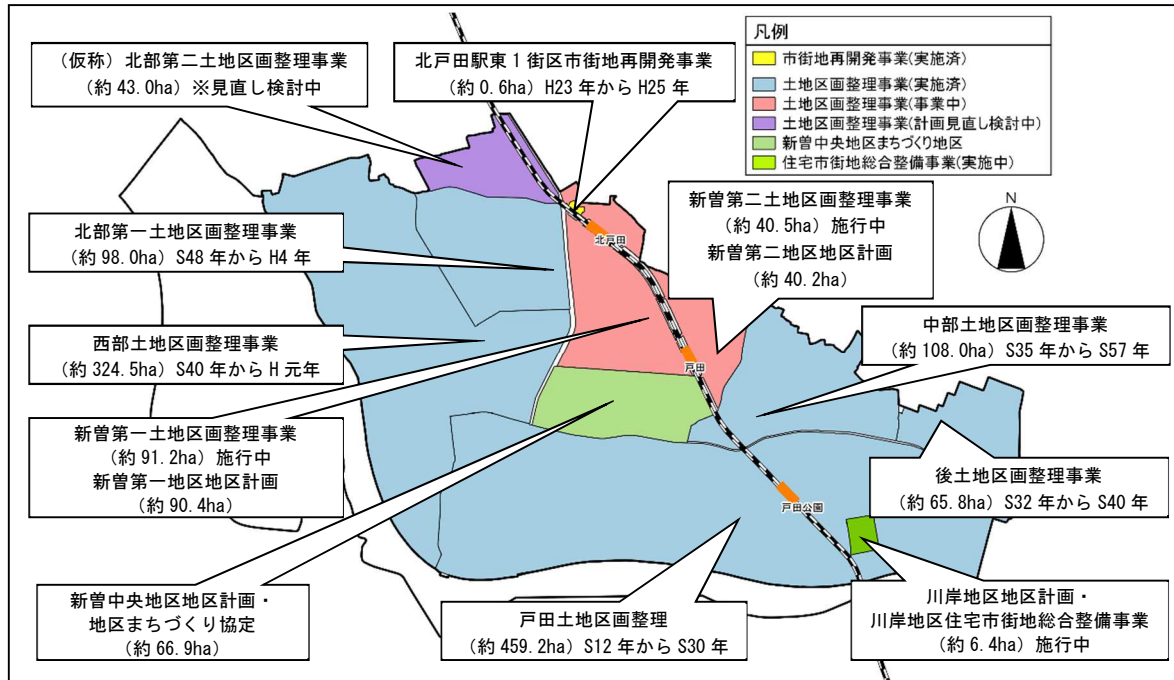 （仮称）北部第二土地区画整理事業
（約 43.0ha）※見直し検討中
北戸田駅東 1 街区市街地再開発事業
（約 0.6ha）H23 年から H25 年
凡例
市街地再開発事業(実施済)
土地区画整理事業(実施済)
土地区画整理事業(事業中)
土地区画整理事業(計画見直し検討中)
新曽中央地区まちづくり地区
住宅市街地総合整備事業(実施中)
N
北部第一土地区画整理事業
（約 98.0ha）S48 年から H4 年
新曽第二土地区画整理事業
（約 40.5ha）施行中
新曽第二地区地区計画
（約 40.2ha）
北戸田
西部土地区画整理事業
（約 324.5ha）S40 年から H 元年
中部土地区画整理事業
（約 108.0ha）S35 年から S57 年
戸田
新曽第一土地区画整理事業
（約 91.2ha）施行中
新曽第一地区地区計画
（約 90.4ha）
後土地区画整理事業
（約 65.8ha）S32 年から S40 年
戸田公園
新曽中央地区地区計画・
地区まちづくり協定
（約 66.9ha）
戸田土地区画整理
（約 459.2ha）S12 年から S30 年
川岸地区地区計画・
川岸地区住宅市街地総合整備事業
（約 6.4ha）施行中